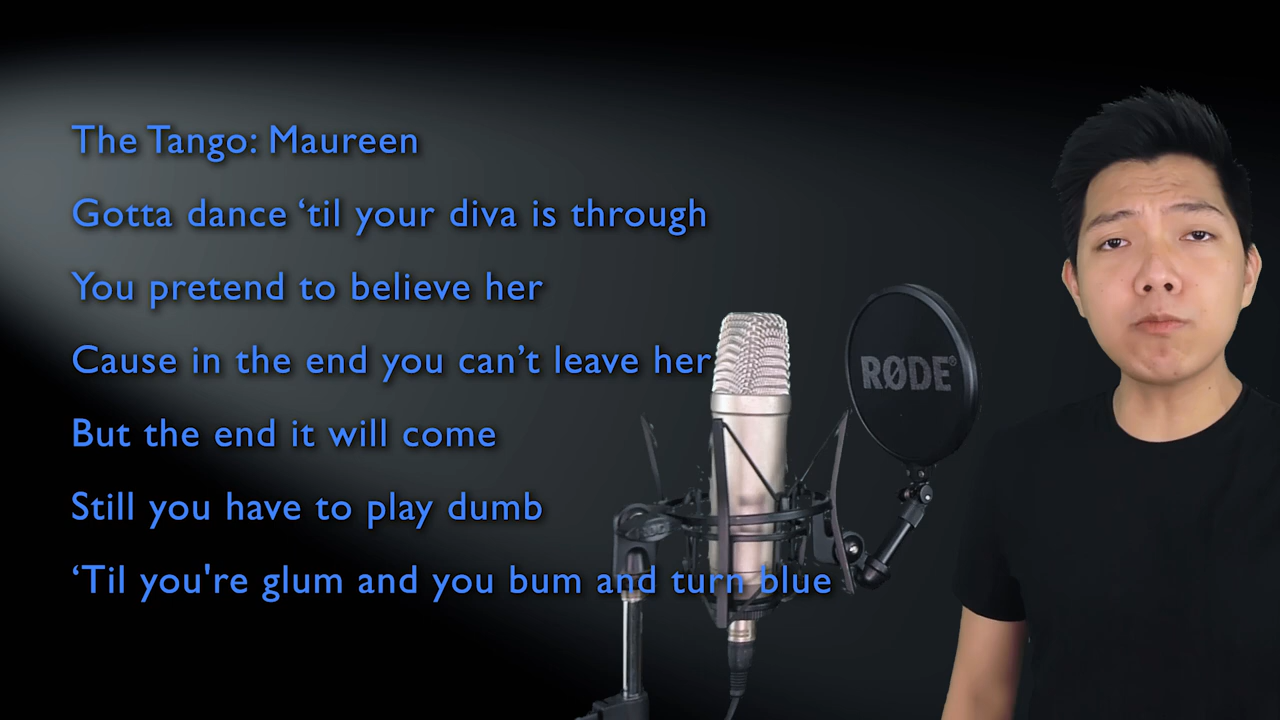 The Tango: Maureen
Gotta dance ‘til your diva is through
You pretend to believe her
Cause in the end you can’t leave her
But the end it will come
Still you have to play dumb
‘Til you're glum and you bum and turn blue
RØDE®